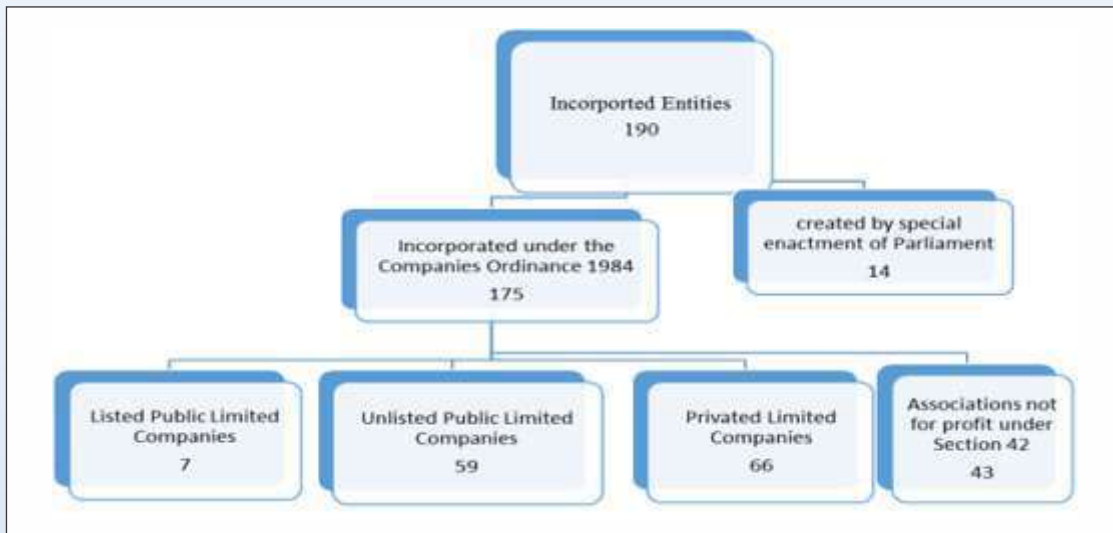 Incorported Entities
190
created by special
enactment of Parliament
14
Incorporated under the
Companies Ordinance 1984
175
Listed Public Limited
Companies
7
Unlisted Public Limited
Companies
59
Privated Limited
Companies
66
Associations not
for profit under
Section 42
43